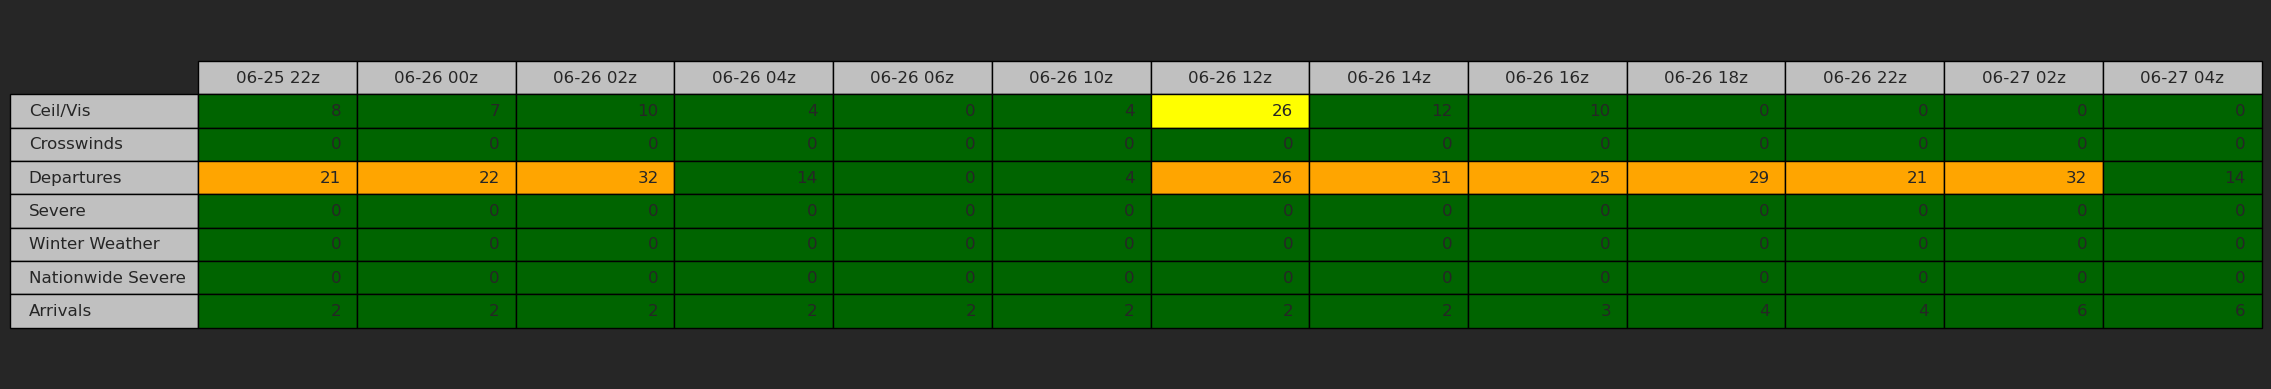 06-25 22z 06-26 00z 06-26 02z 06-26 04z 06-26 06z 06-26 10z 06-26 12z 06-26 14z 06-26 16z 06-26 18z 06-26 22z 06-27 02z 06-27 04z
Ceil/Vis 8 7 10 4 0 4 26 12 10 0 0 0 0
Crosswinds 0 0 0 0 0 0 0 0 0 0 0 0 0
Departures 21 22 32 14 0 4 26 31 25 29 21 32 14
Severe 0 0 0 0 0 0 0 0 0 0 0 0 0
Winter Weather 0 0 0 0 0 0 0 0 0 0 0 0 0
Nationwide Severe 0 0 0 0 0 0 0 0 0 0 0 0 0
Arrivals 2 2 2 2 2 2 2 2 3 4 4 6 6